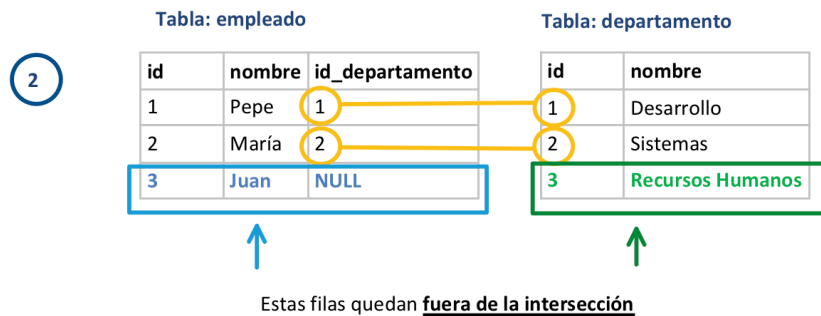 Tabla: empleado Tabla: departamento
2
id nombre id_departamento id nombre
1 Pepe 1 1 Desarrollo
2 María 2 2 Sistemas
3 Juan NULL 3 Recursos Humanos
Estas filas quedan fuera de la intersección